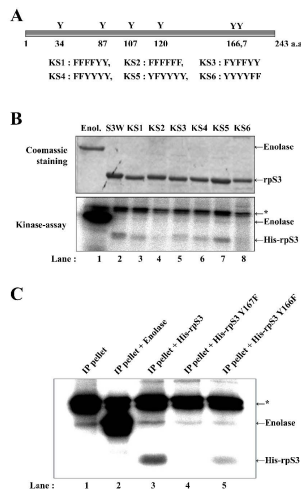 A
Y Y Y Y YY
1 34 87 107 120 166,7 243 a.a
KS1 : FFFFYY, KS2 : FFFFFF, KS3 : FYFFYY
KS4 : FFYYYY, KS5 : YFYYYY, KS6 : YYYYFF
B
Enol. S3W KS1 KS2 KS3 KS4 KS5 KS6
Coomassic staining
Enolase
rpS3
Kinase-assay
*
Enolase
His-rpS3
Lane : 1 2 3 4 5 6 7 8
C
IP pellet
IP pellet + Enolase
IP pellet + His-rpS3
IP pellet + His-rpS3 Y167F
IP pellet + His-rpS3 Y166F
*
Enolase
His-rpS3
Lane : 1 2 3 4 5